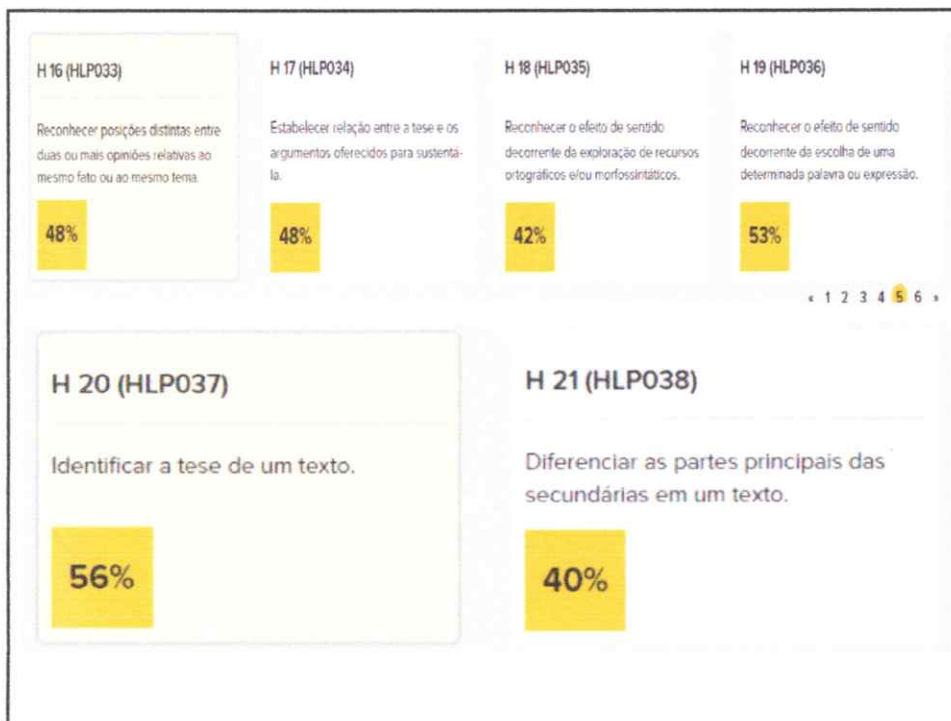 H 16 (HLP033)
Reconhecer posições distintas entre
duas ou mais opiniões relativas ao
mesmo fato ou ao mesmo tema.
48%
H 17 (HLP034)
Estabelecer relação entre a tese e os
argumentos oferecidos para sustentá-
la.
48%
H 18 (HLP035)
Reconhecer o efeito de sentido
decorrente da exploração de recursos
ortográficos e/ou morfossintáticos.
42%
H 19 (HLP036)
Reconhecer o efeito de sentido
decorrente da escolha de uma
determinada palavra ou expressão.
53%
« 1 2 3 4 5 6 »
H 20 (HLP037)
Identificar a tese de um texto.
56%
H 21 (HLP038)
Diferenciar as partes principais das
secundárias em um texto.
40%